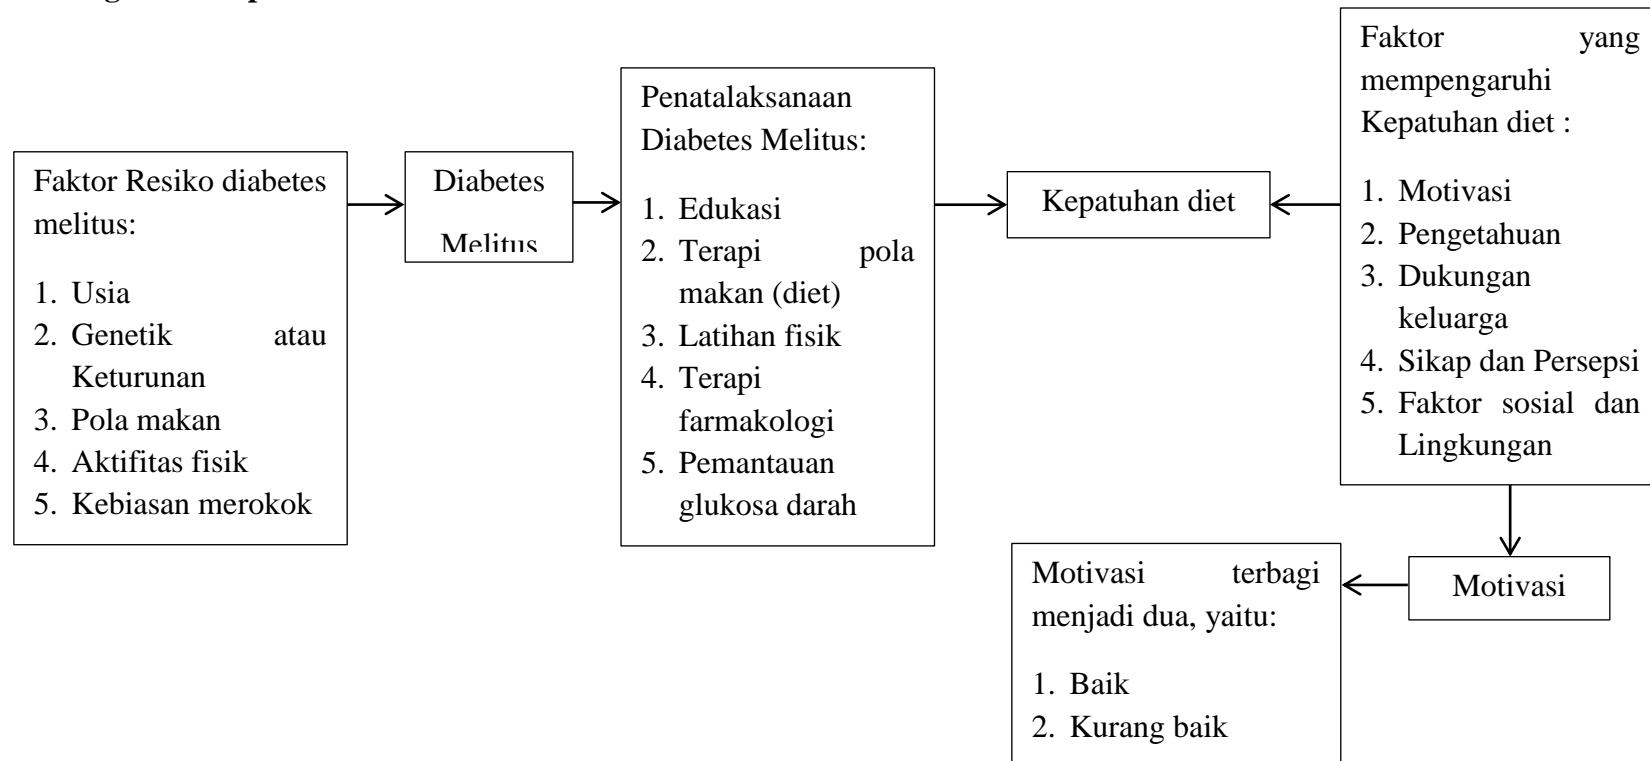 Faktor Resiko diabetes
melitus:
1. Usia
2. Genetik atau
Keturunan
3. Pola makan
4. Aktifitas fisik
5. Kebiasan merokok
Diabetes
Melitus
Penatalaksanaan
Diabetes Melitus:
1. Edukasi
2. Terapi pola
makan (diet)
3. Latihan fisik
4. Terapi
farmakologi
5. Pemantauan
glukosa darah
Kepatuhan diet
Faktor yang
mempengaruhi
Kepatuhan diet :
1. Motivasi
2. Pengetahuan
3. Dukungan
keluarga
4. Sikap dan Persepsi
5. Faktor sosial dan
Lingkungan
Motivasi
Motivasi terbagi
menjadi dua, yaitu:
1. Baik
2. Kurang baik